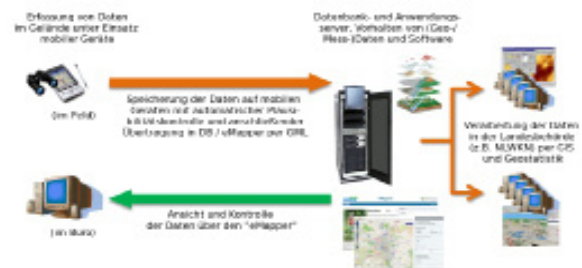 Erfassung von Daten
im Gelände unter Einsatz
mobiler Geräte
(im Feld)
Speicherung der Daten auf mobilen
Geräten mit automatischer Plausi-
bilitätskontrolle und anschließender
Übertragung in DB / eMapper per GML
Datenbank- und Anwendungs-
server, Vorhalten von (Geo-/
Mess-)Daten und Software
Verarbeitung der Daten
in der Landesbehörde
(z.B. NLWKN) per GIS
und Geostatistik
(im Büro)
Ansicht und Kontrolle
der Daten über den "eMapper"